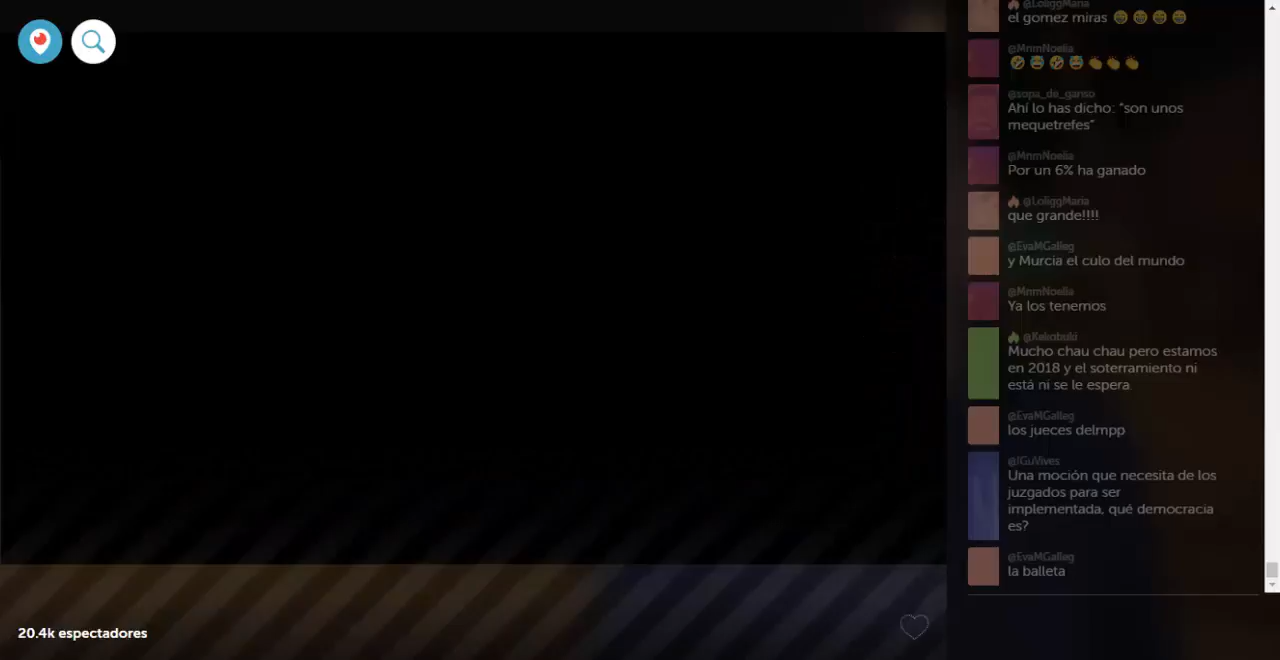 @LoliggMaria
el gomez miras 😂 😂 😂 😂
@MnmNoelia
🤣 😂 🤣 😂 👏 👏 👏
@sopa_de_ganso
Ahí lo has dicho: "son unos
mequetrefes"
@MnmNoelia
Por un 6% ha ganado
@LoliggMaria
que grande!!!!
@EvaMGalleg
y Murcia el culo del mundo
@MnmNoelia
Ya los tenemos
@Kekabuki
Mucho chau chau pero estamos
en 2018 y el soterramiento ni
está ni se le espera
@EvaMGalleg
los jueces delmpp
@IGuVives
Una moción que necesita de los
juzgados para ser
implementada, qué democracia
es?
@EvaMGalleg
la balleta
20.4k espectadores